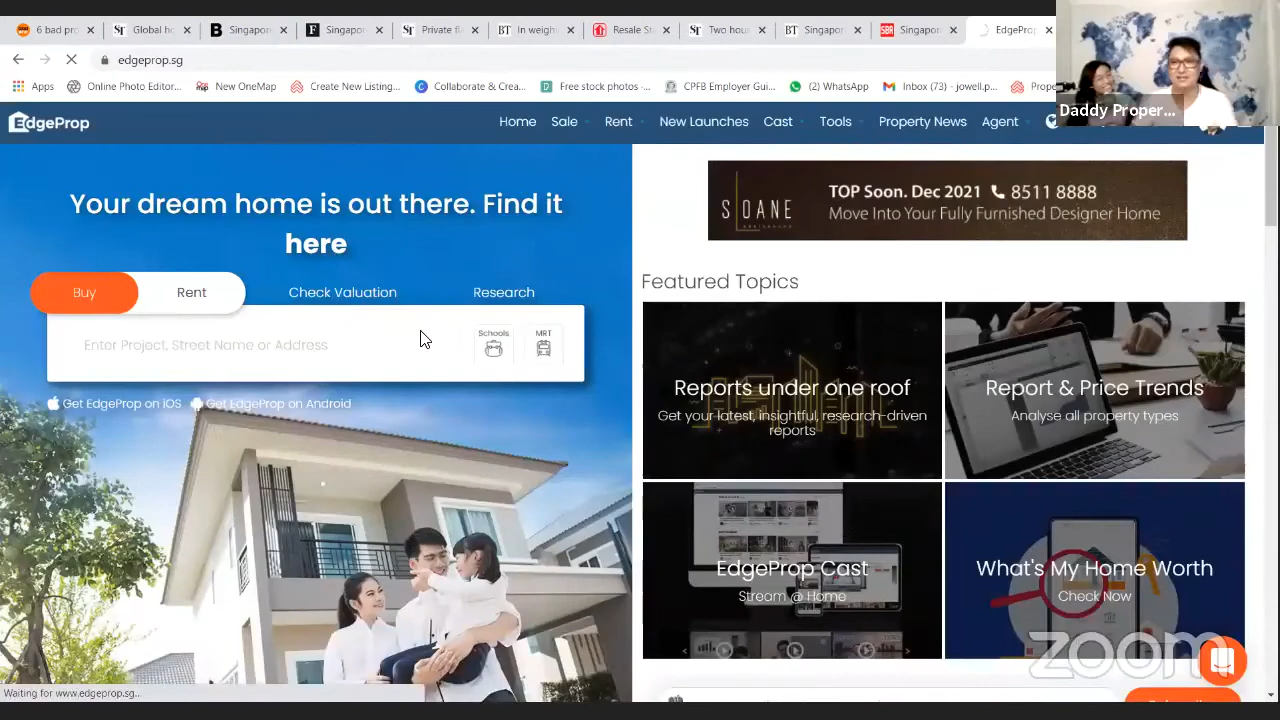 6 bad pro
Global ho
Singapor
Singapor
Private fl
In weigh
Resale St
Two hou
Singapor
Singapor
EdgeProp
edgeprop.sg
Apps
Online Photo Editor...
New OneMap
Create New Listing...
Collaborate & Crea...
Free stock photos -
CPFB Employer Gui...
(2) WhatsApp
Inbox (73) - jowell.p...
Prope
Daddy Proper...
EdgeProp
Home
Sale
Rent
New Launches
Cast
Tools
Property News
Agent
Your dream home is out there. Find it
here
Buy
Rent
Check Valuation
Research
Enter Project, Street Name or Address
Schools
MRT
Get EdgeProp on iOS
Get EdgeProp on Android
SLOANE
TOP Soon. Dec 2021 8511 8888
Move Into Your Fully Furnished Designer Home
Featured Topics
Reports under one roof
Get your latest, insightful, research-driven
reports
Report & Price Trends
Analyse all property types
EdgeProp Cast
Stream @ Home
What's My Home Worth
Check Now
zoom
Waiting for www.edgeprop.sg...